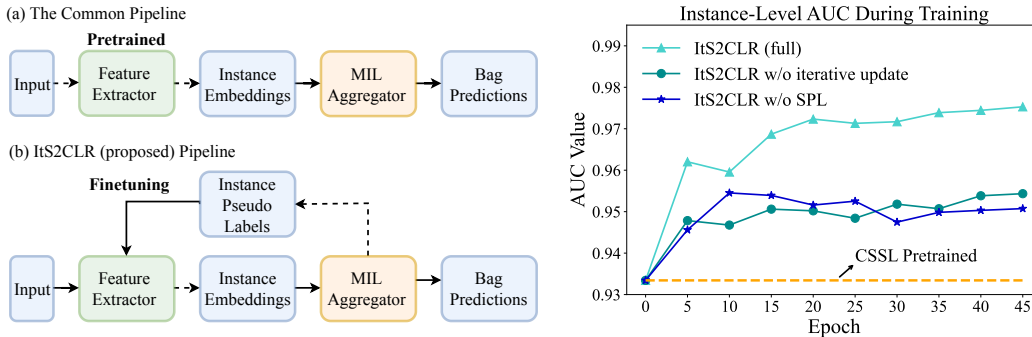 (a) The Common Pipeline
Pretrained
Input
Feature
Extractor
Instance
Embeddings
MIL
Aggregator
Bag
Predictions
(b) ItS2CLR (proposed) Pipeline
Finetuning
Instance
Pseudo
Labels
Input
Feature
Extractor
Instance
Embeddings
MIL
Aggregator
Bag
Predictions
Instance-Level AUC During Training
ItS2CLR (full)
ItS2CLR w/o iterative update
ItS2CLR w/o SPL
AUC Value
0.99
0.98
0.97
0.96
0.95
0.94
0.93
CSSL Pretrained
0 5 10 15 20 25 30 35 40 45
Epoch